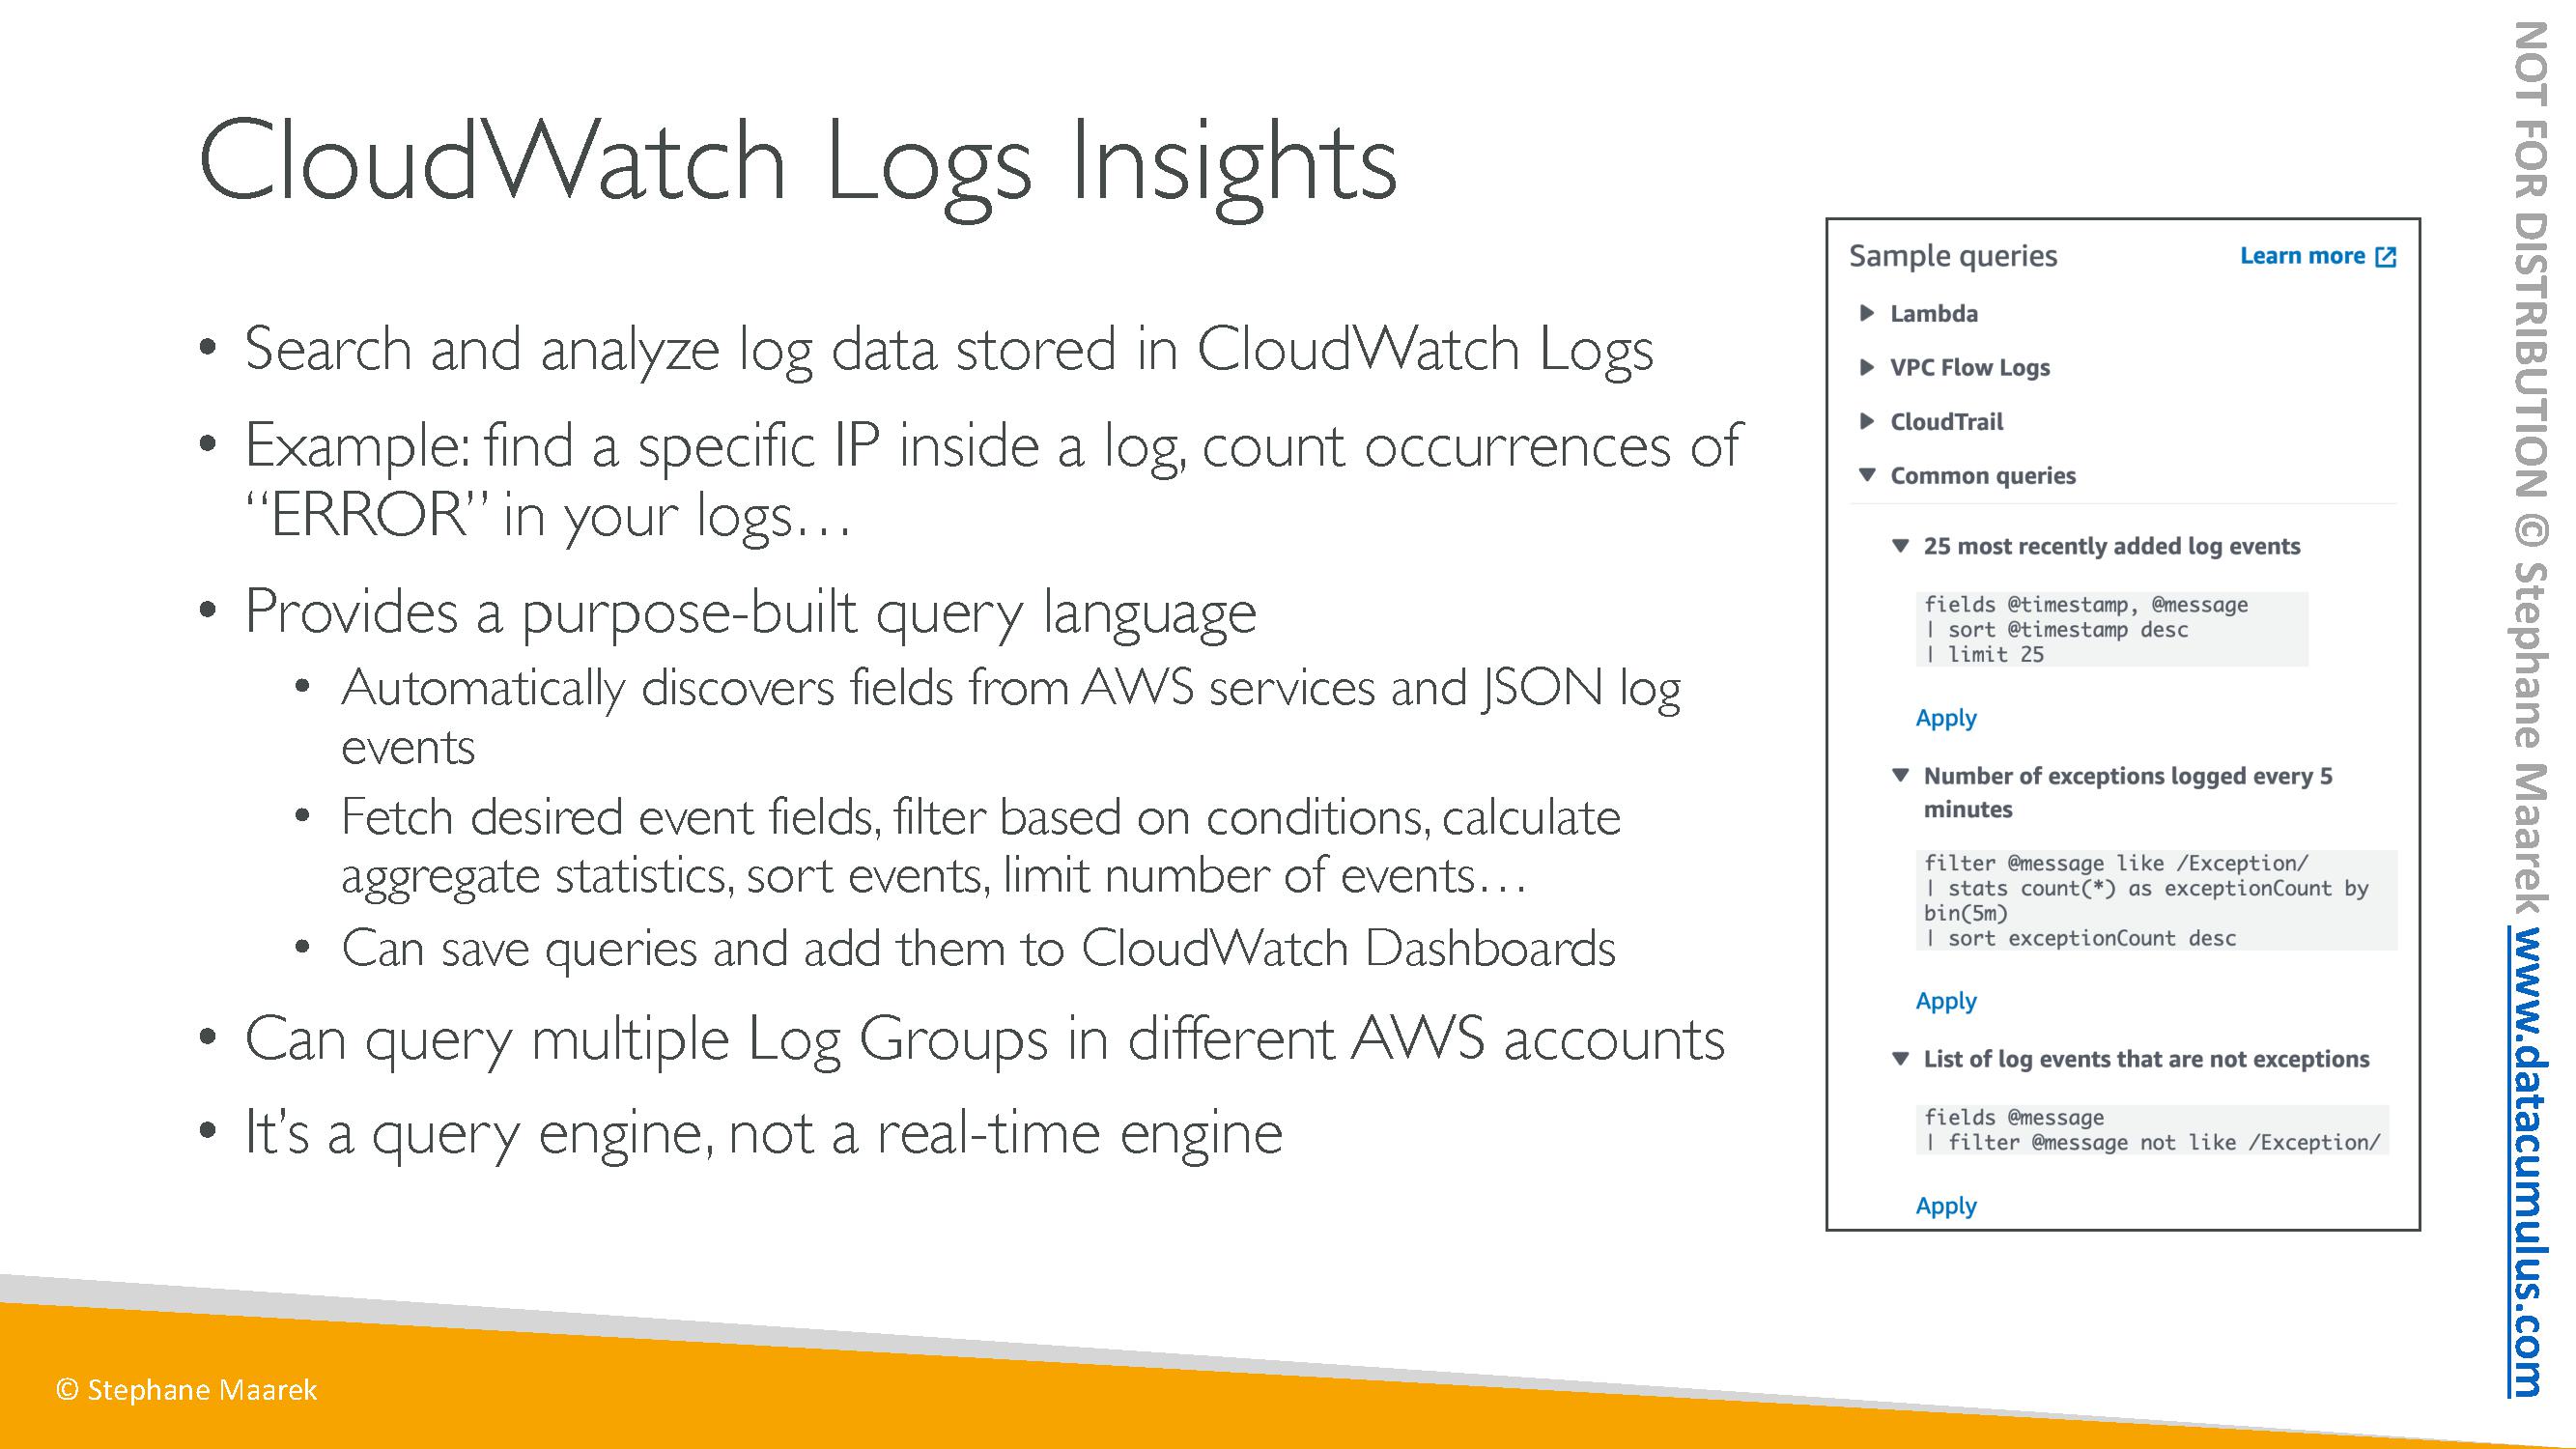 CloudWatch Logs Insights
• Search and analyze log data stored in CloudWatch Logs
• Example: find a specific IP inside a log, count occurrences of
“ERROR” in your logs…
• Provides a purpose-built query language
• Automatically discovers fields from AWS services and JSON log
events
• Fetch desired event fields, filter based on conditions, calculate
aggregate statistics, sort events, limit number of events…
• Can save queries and add them to CloudWatch Dashboards
• Can query multiple Log Groups in different AWS accounts
• It’s a query engine, not a real-time engine
Sample queries Learn more
Lambda
VPC Flow Logs
CloudTrail
Common queries
25 most recently added log events
fields @timestamp, @message
| sort @timestamp desc
| limit 25
Apply
Number of exceptions logged every 5
minutes
filter @message like /Exception/
| stats count(*) as exceptionCount by
bin(5m)
| sort exceptionCount desc
Apply
List of log events that are not exceptions
fields @message
| filter @message not like /Exception/
Apply
© Stephane Maarek
NOT FOR DISTRIBUTION © Stephane Maarek www.datacumulus.com